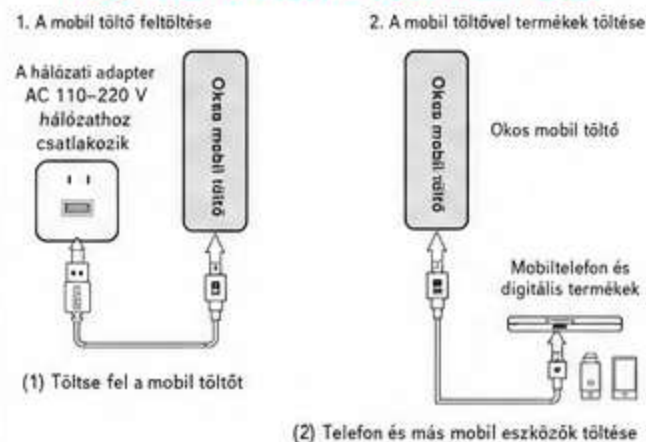 1. A mobil töltő feltöltése
A hálózati adapter
AC 110–220 V
hálózathoz
csatlakozik
Okos mobil töltő
(1) Töltse fel a mobil töltőt
2. A mobil töltővel termékek töltése
Okos mobil töltő
Okos mobil töltő
Mobiltelefon és
digitális termékek
(2) Telefon és más mobil eszközök töltése